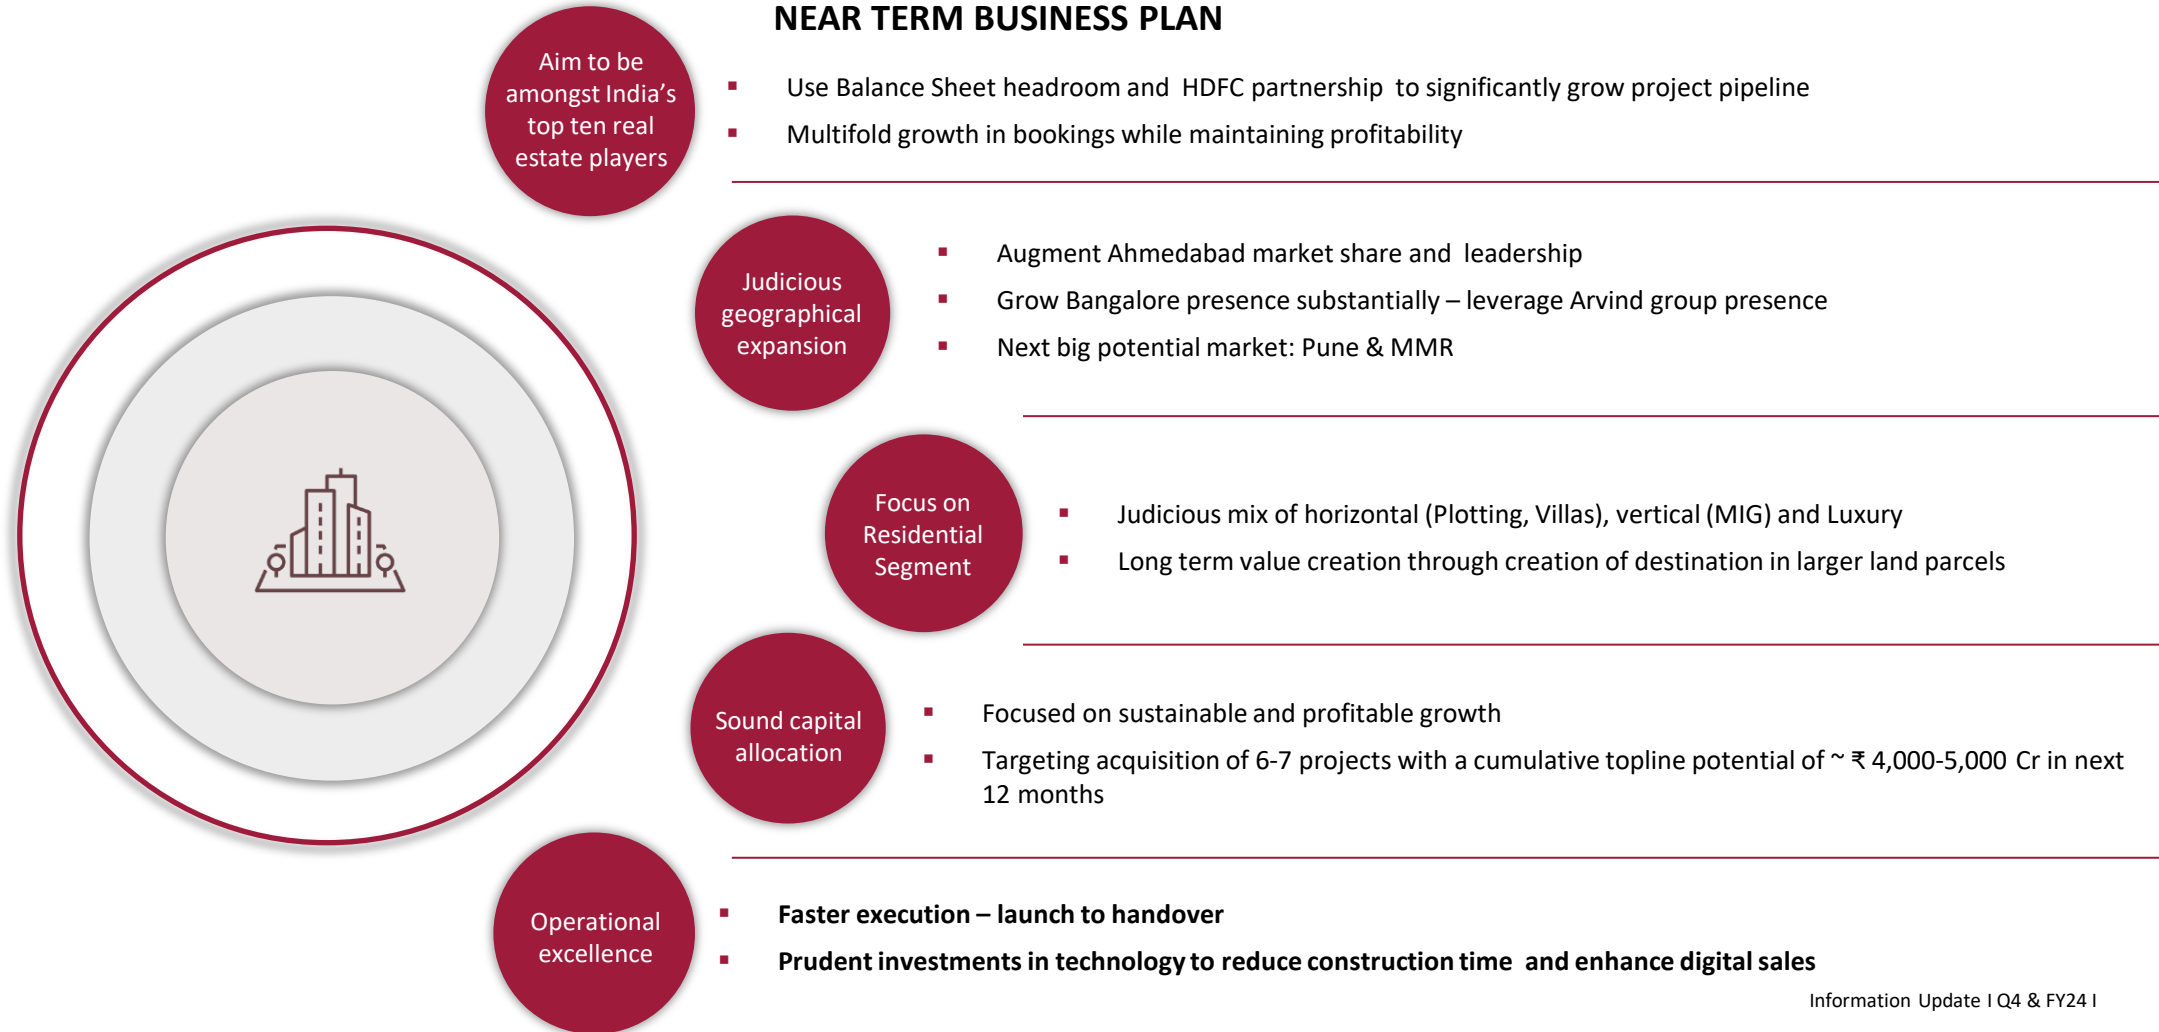 NEAR TERM BUSINESS PLAN
Aim to be
amongst India's
top ten real
estate players
▪ Use Balance Sheet headroom and HDFC partnership to significantly grow project pipeline
▪ Multifold growth in bookings while maintaining profitability
Judicious
geographical
expansion
▪ Augment Ahmedabad market share and leadership
▪ Grow Bangalore presence substantially – leverage Arvind group presence
▪ Next big potential market: Pune & MMR
Focus on
Residential
Segment
▪ Judicious mix of horizontal (Plotting, Villas), vertical (MIG) and Luxury
▪ Long term value creation through creation of destination in larger land parcels
Sound capital
allocation
▪ Focused on sustainable and profitable growth
▪ Targeting acquisition of 6-7 projects with a cumulative topline potential of ~ ₹ 4,000-5,000 Cr in next
12 months
Operational
excellence
▪ Faster execution – launch to handover
▪ Prudent investments in technology to reduce construction time and enhance digital sales
Information Update I Q4 & FY24 I